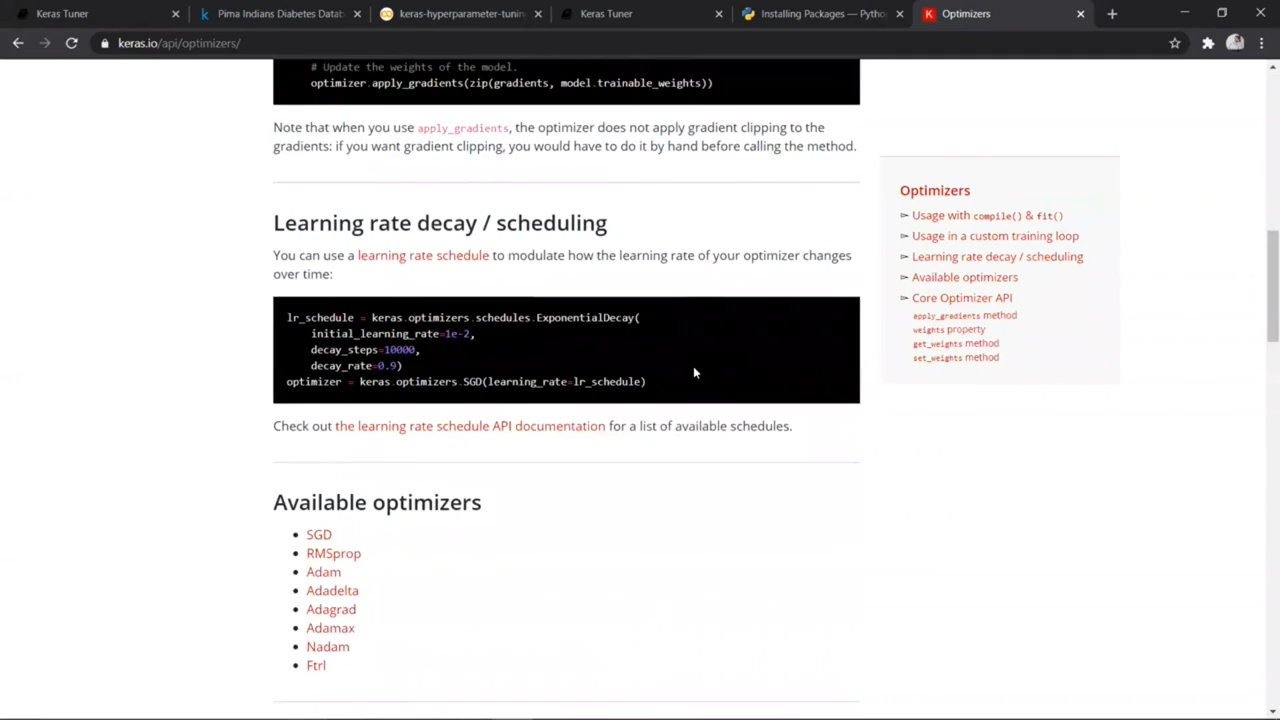 Keras Tuner
Pima Indians Diabetes Datab
keras-hyperparameter-tunin
Keras Tuner
Installing Packages — Pytho
Optimizers
keras.io/api/optimizers/
# Update the weights of the model.
optimizer.apply_gradients(zip(gradients, model.trainable_weights))
Note that when you use apply_gradients, the optimizer does not apply gradient clipping to the
gradients: if you want gradient clipping, you would have to do it by hand before calling the method.
Learning rate decay / scheduling
You can use a learning rate schedule to modulate how the learning rate of your optimizer changes
over time:
lr_schedule = keras.optimizers.schedules.ExponentialDecay(
initial_learning_rate=1e-2,
decay_steps=10000,
decay_rate=0.9)
optimizer = keras.optimizers.SGD(learning_rate=lr_schedule)
Check out the learning rate schedule API documentation for a list of available schedules.
Available optimizers
• SGD
• RMSprop
• Adam
• Adadelta
• Adagrad
• Adamax
• Nadam
• Ftrl
Optimizers
► Usage with compile() & fit()
► Usage in a custom training loop
► Learning rate decay / scheduling
► Available optimizers
► Core Optimizer API
apply_gradients method
weights property
get_weights method
set_weights method